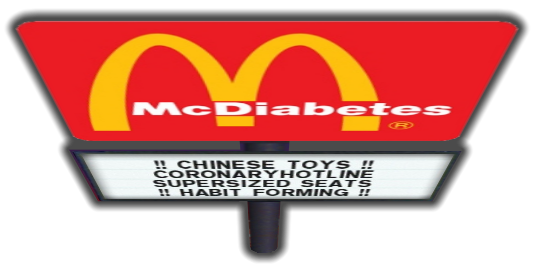 McDiabetes
®
!! CHINESE TOYS !!
CORONARYHOTLINE
SUPERSIZED SEATS
!! HABIT FORMING !!